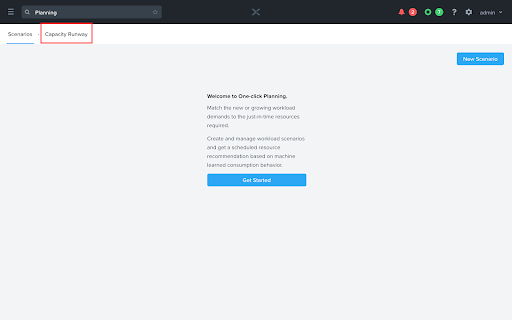 Planning
2
7
?
admin
Scenarios
Capacity Runway
New Scenario
Welcome to One-click Planning.
Match the new or growing workload
demands to the just-in-time resources
required.
Create and manage workload scenarios
and get a scheduled resource
recommendation based on machine
learned consumption behavior.
Get Started